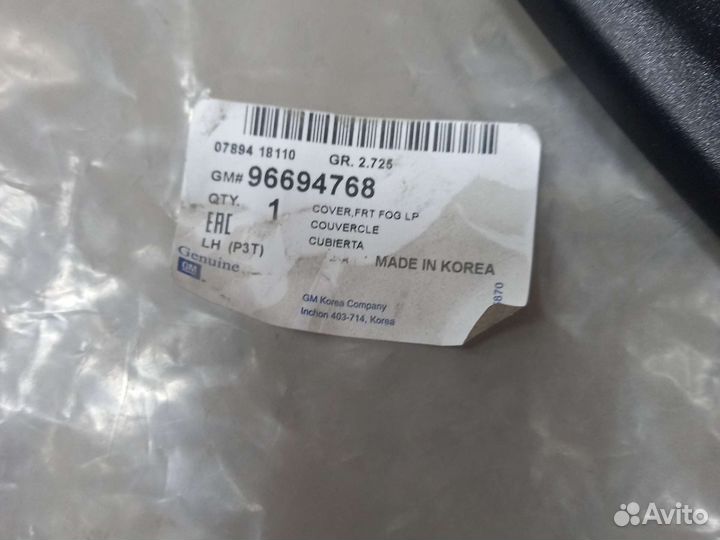 07894 18110 GR. 2.725
GM# 96694768
QTY. 1 COVER,FRT FOG LP
EAC COUVERCLE
LH (P3T) CUBIERTA
Genuine MADE IN KOREA
GM
GM Korea Company
Inchon 403-714, Korea
870
Avito